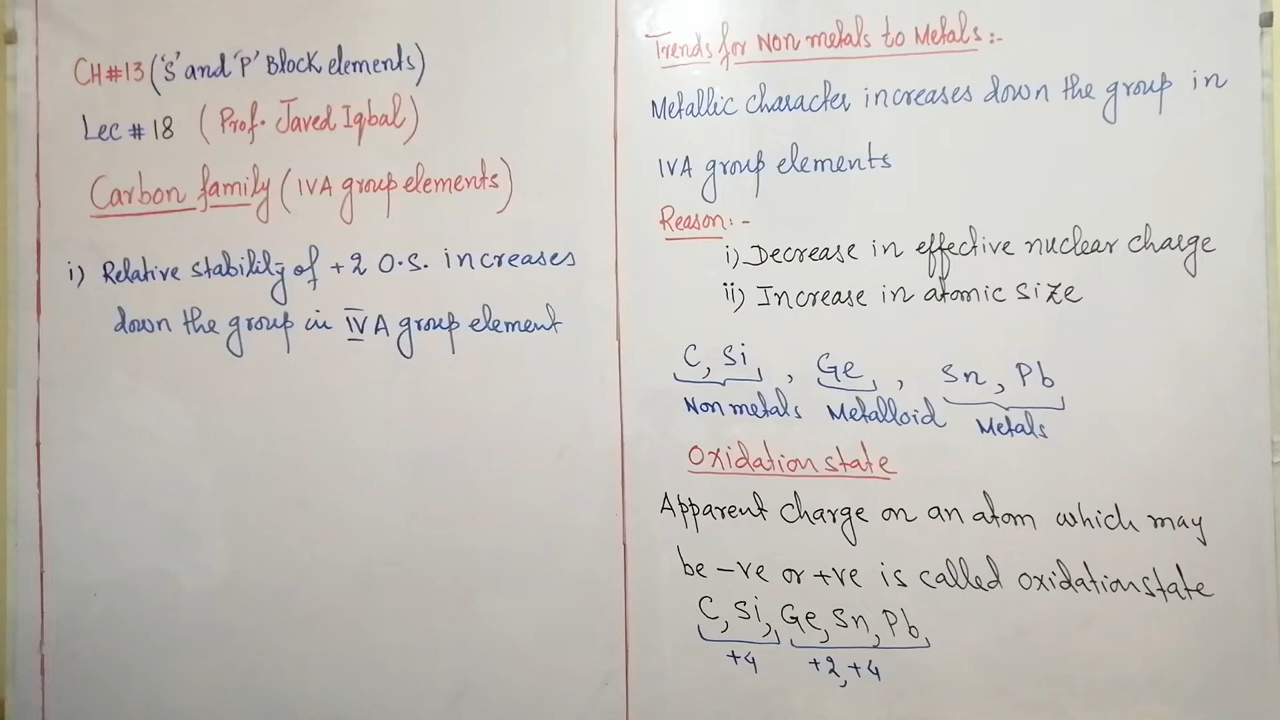 CH#13 ('S' and 'P' Block elements)
Lec # 18 (Prof. Javed Iqbal)
Carbon family (IVA group elements)
i) Relative stability of +2 O.S. increases
down the group in IVA group element
Trends for Non metals to Metals:-
Metallic character increases down the group in
IVA group elements
Reason:-
i) Decrease in effective nuclear charge
ii) Increase in atomic size
C, Si, Ge, Sn, Pb
Non metals Metalloid Metals
Oxidation state
Apparent charge on an atom which may
be -ve or +ve is called oxidation state
C, Si, Ge, Sn, Pb,
+4 +2, +4